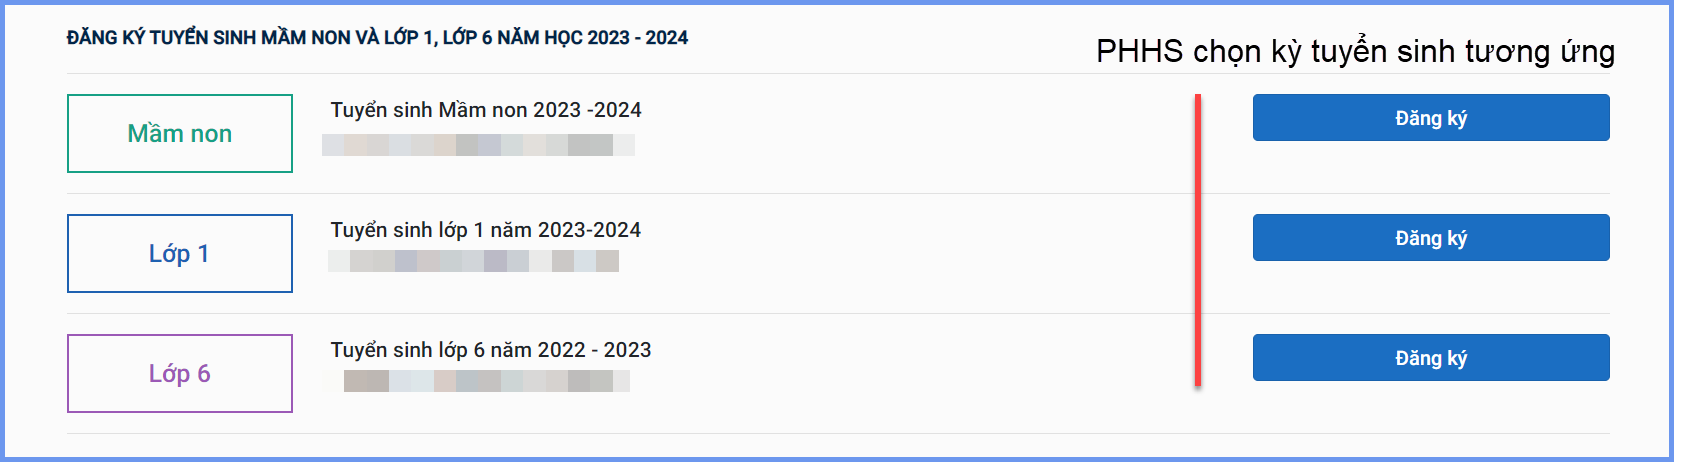 ĐĂNG KÝ TUYỂN SINH MẦM NON VÀ LỚP 1, LỚP 6 NĂM HỌC 2023 - 2024
PHHS chọn kỳ tuyển sinh tương ứng
Mầm non
Tuyển sinh Mầm non 2023 -2024
Đăng ký
Lớp 1
Tuyển sinh lớp 1 năm 2023-2024
Đăng ký
Lớp 6
Tuyển sinh lớp 6 năm 2022 - 2023
Đăng ký